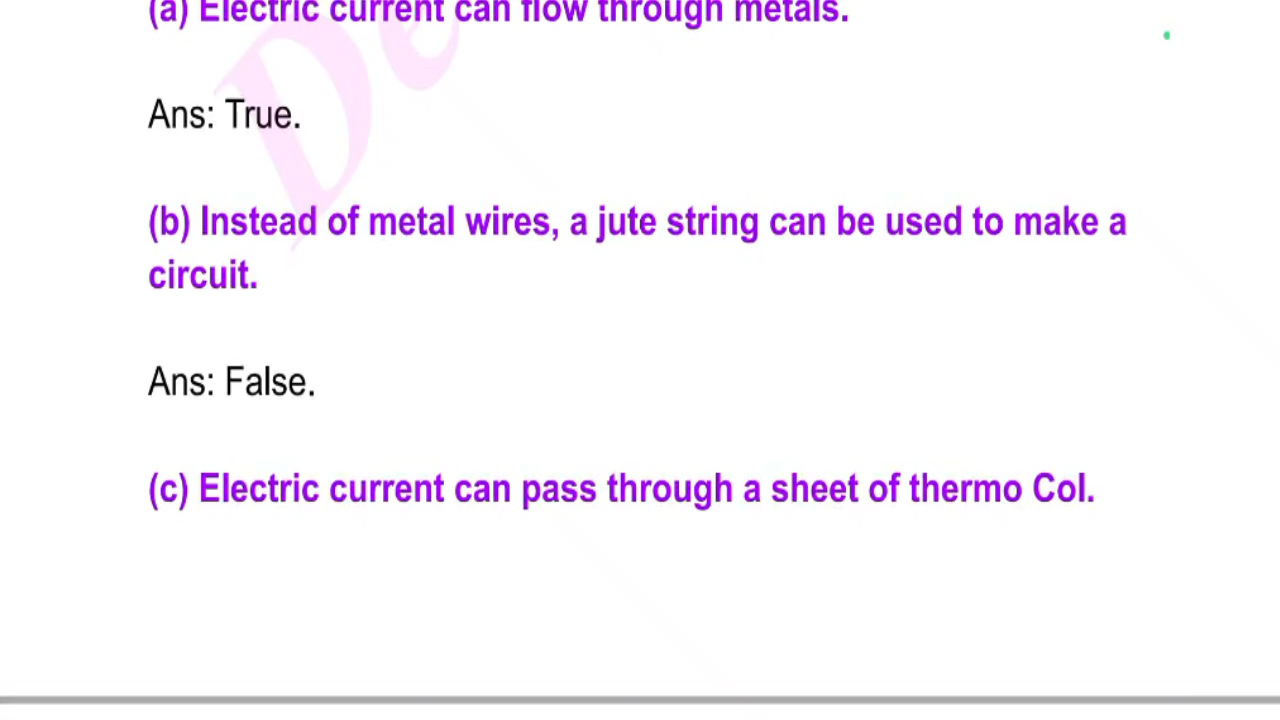 (a) Electric current can flow through metals.
De
Ans: True.
(b) Instead of metal wires, a jute string can be used to make a
circuit.
Ans: False.
(c) Electric current can pass through a sheet of thermo Col.